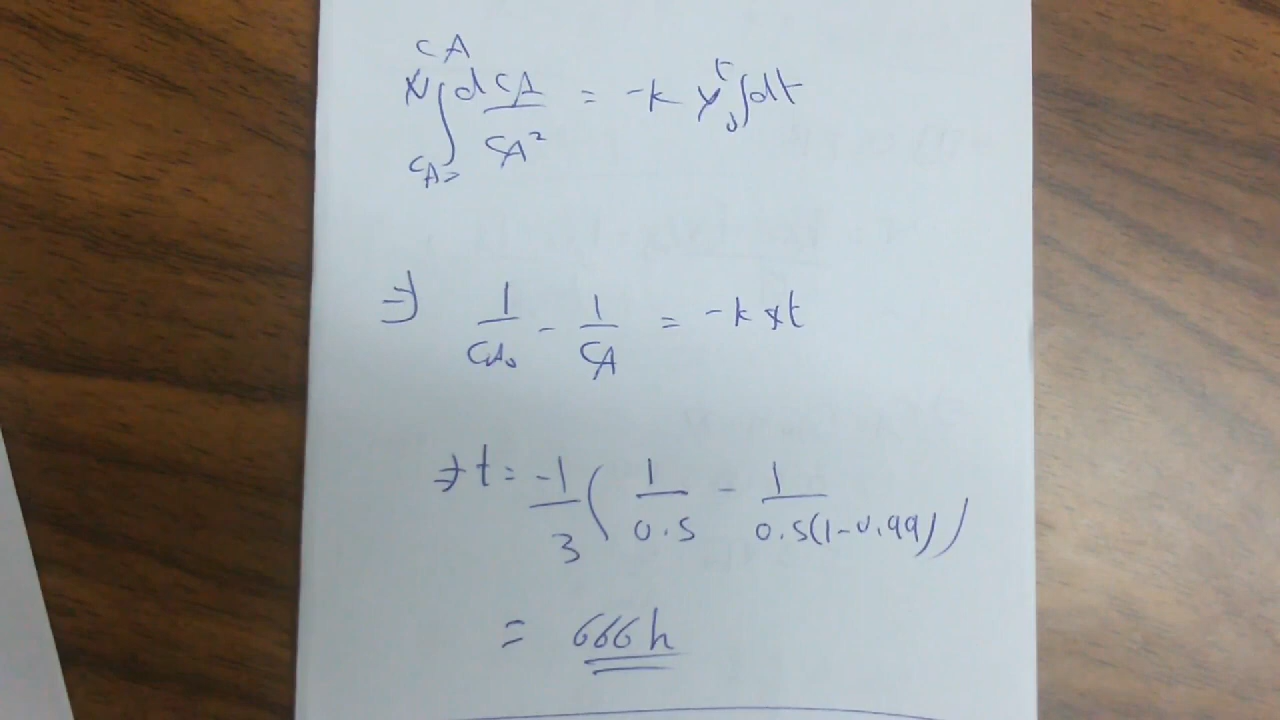 ∫_{CA₀}^{CA} dCA / CA² = -k ∫_0^t dt
⇒ 1/CA₀ - 1/CA = -k t
⇒ t = -1/3 ( 1/0.5 - 1/0.5(1-0.99) )
= 666 h